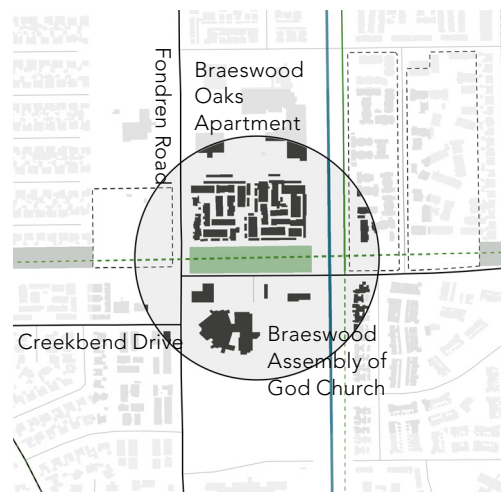 Fondren Road
Braeswood
Oaks
Apartment
Creekbend Drive
Braeswood
Assembly of
God Church